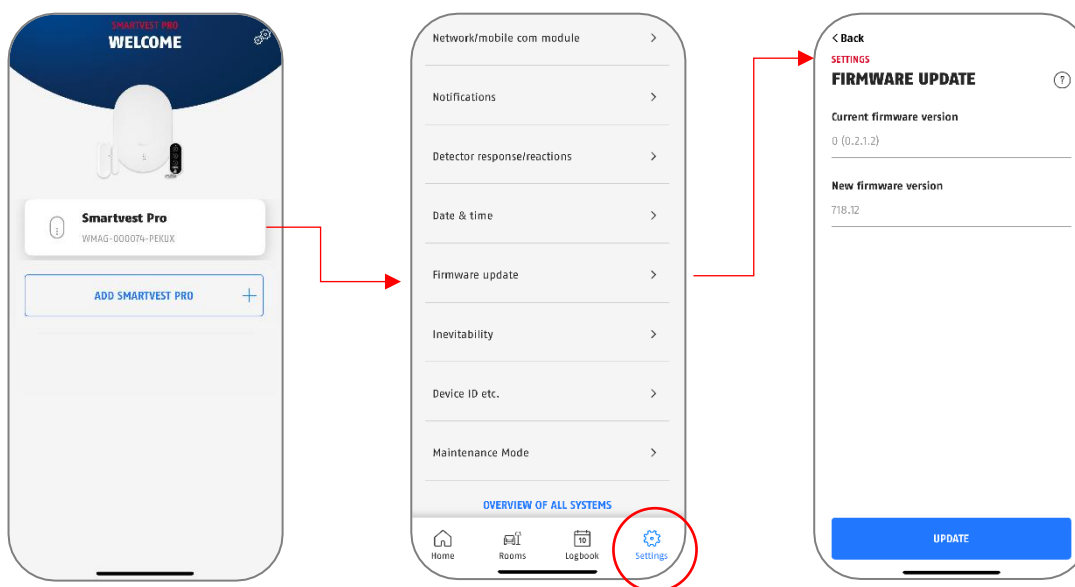 SMARTVEST PRO
WELCOME
Smartvest Pro
WMAG-000074-PEKUX
ADD SMARTVEST PRO
Network/mobile com module
Notifications
Detector response/reactions
Date & time
Firmware update
Inevitability
Device ID etc.
Maintenance Mode
OVERVIEW OF ALL SYSTEMS
10
Home Rooms Logbook Settings
< Back
SETTINGS
FIRMWARE UPDATE ?
Current firmware version
0 (0.2.1.2)
New firmware version
718.12
UPDATE